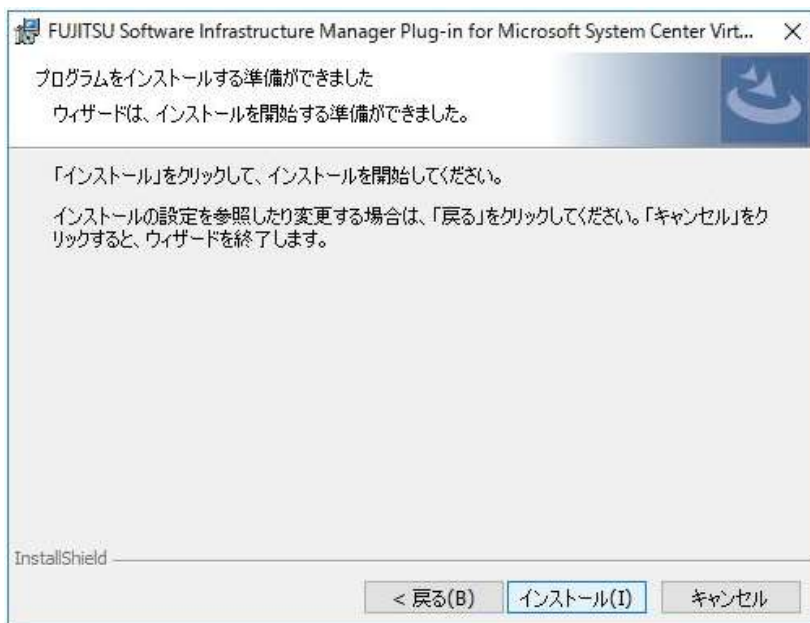 FUJITSU Software Infrastructure Manager Plug-in for Microsoft System Center Virt...
プログラムをインストールする準備ができました
ウィザードは、インストールを開始する準備ができました。
「インストール」をクリックして、インストールを開始してください。
インストールの設定を参照したり変更する場合は、「戻る」をクリックしてください。「キャンセル」をク
リックすると、ウィザードを終了します。
InstallShield
< 戻る(B)
インストール(I)
キャンセル